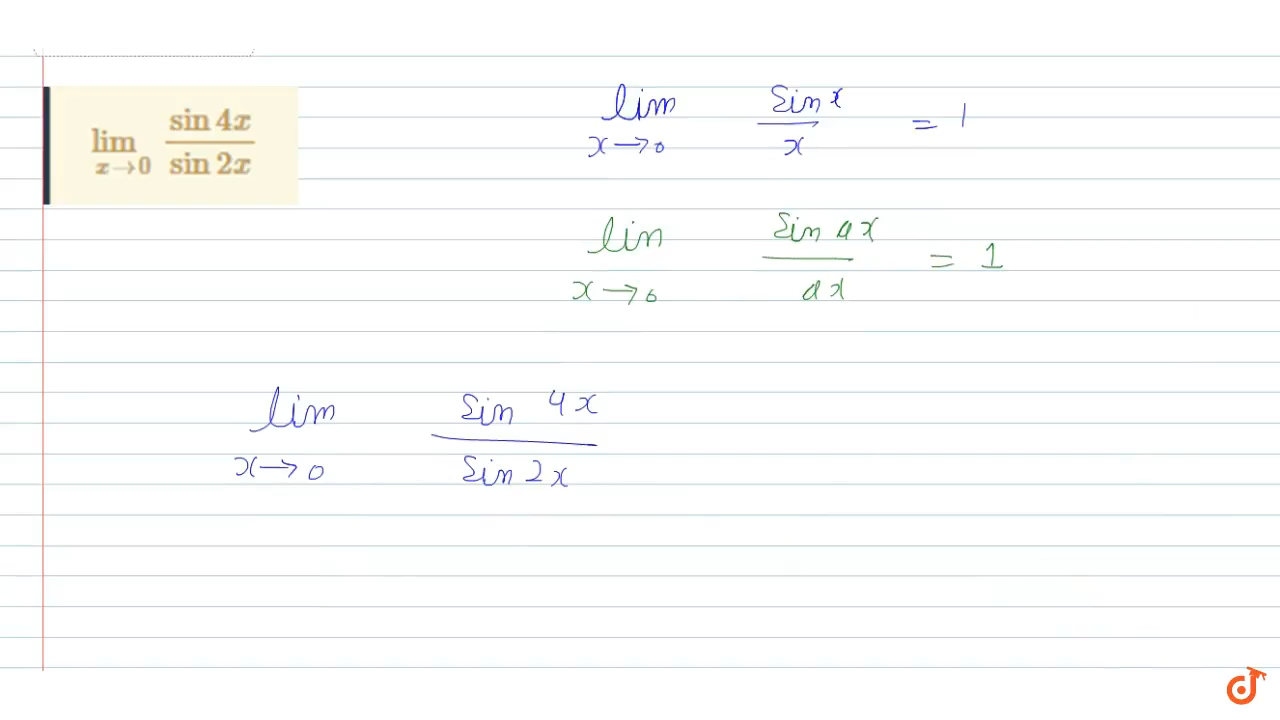 lim x→0 sin 4x / sin 2x
lim x→0 sin x / x = 1
lim x→0 sin ax / ax = 1
lim x→0 sin 4x / sin 2x